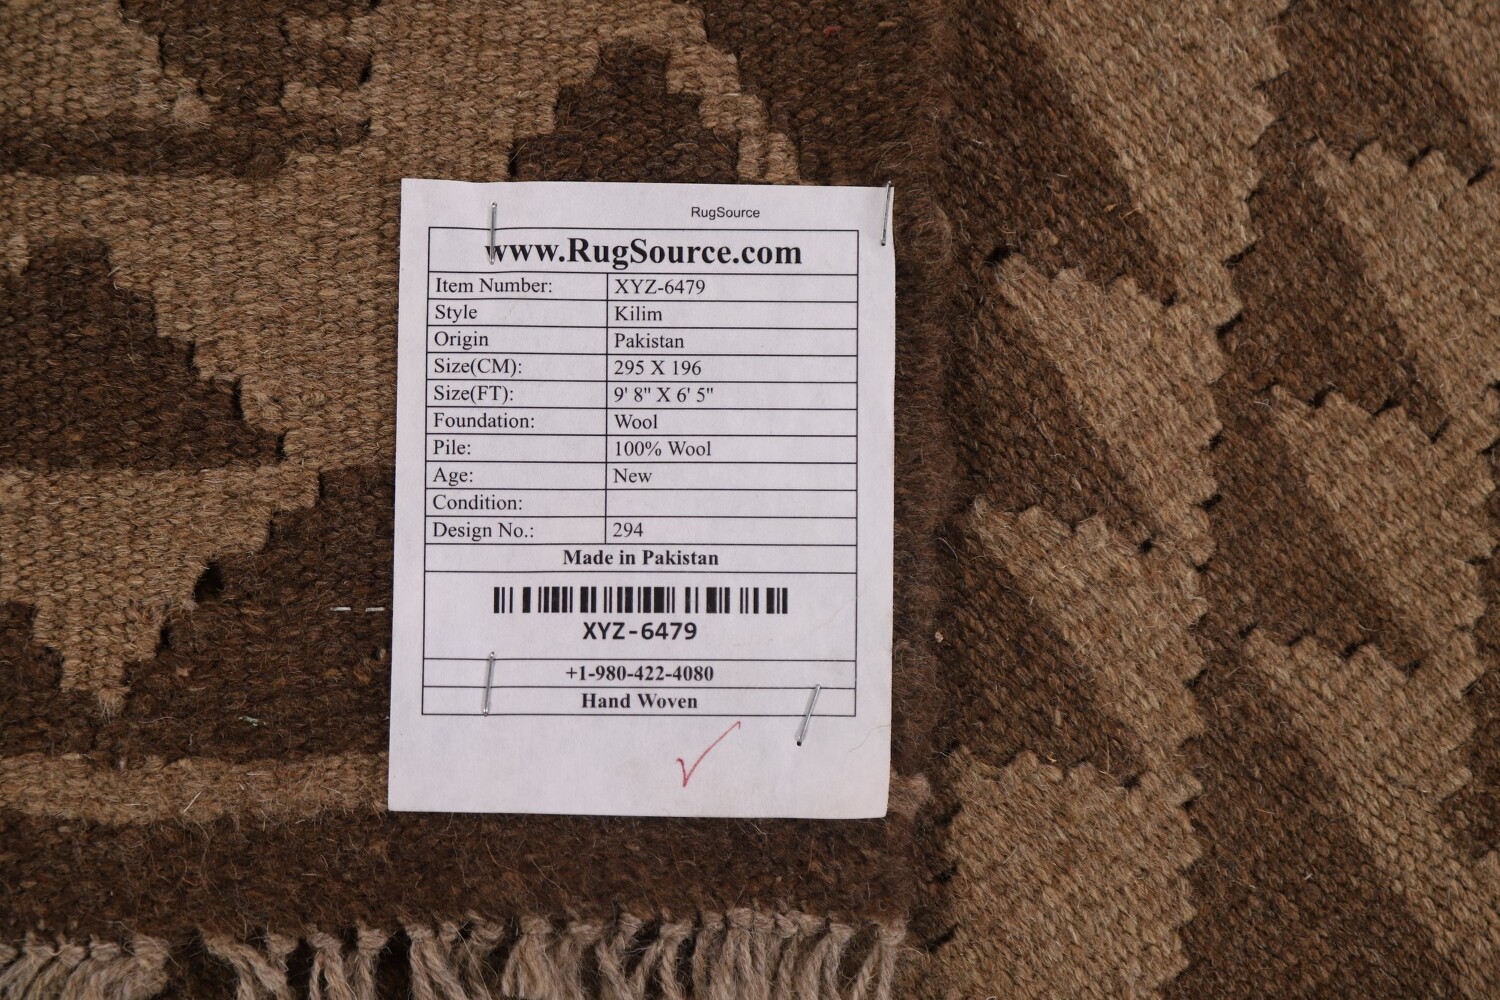 RugSource
www.RugSource.com
Item Number: XYZ-6479
Style Kilim
Origin Pakistan
Size(CM): 295 X 196
Size(FT): 9' 8" X 6' 5"
Foundation: Wool
Pile: 100% Wool
Age: New
Condition:
Design No.: 294
Made in Pakistan
XYZ-6479
+1-980-422-4080
Hand Woven